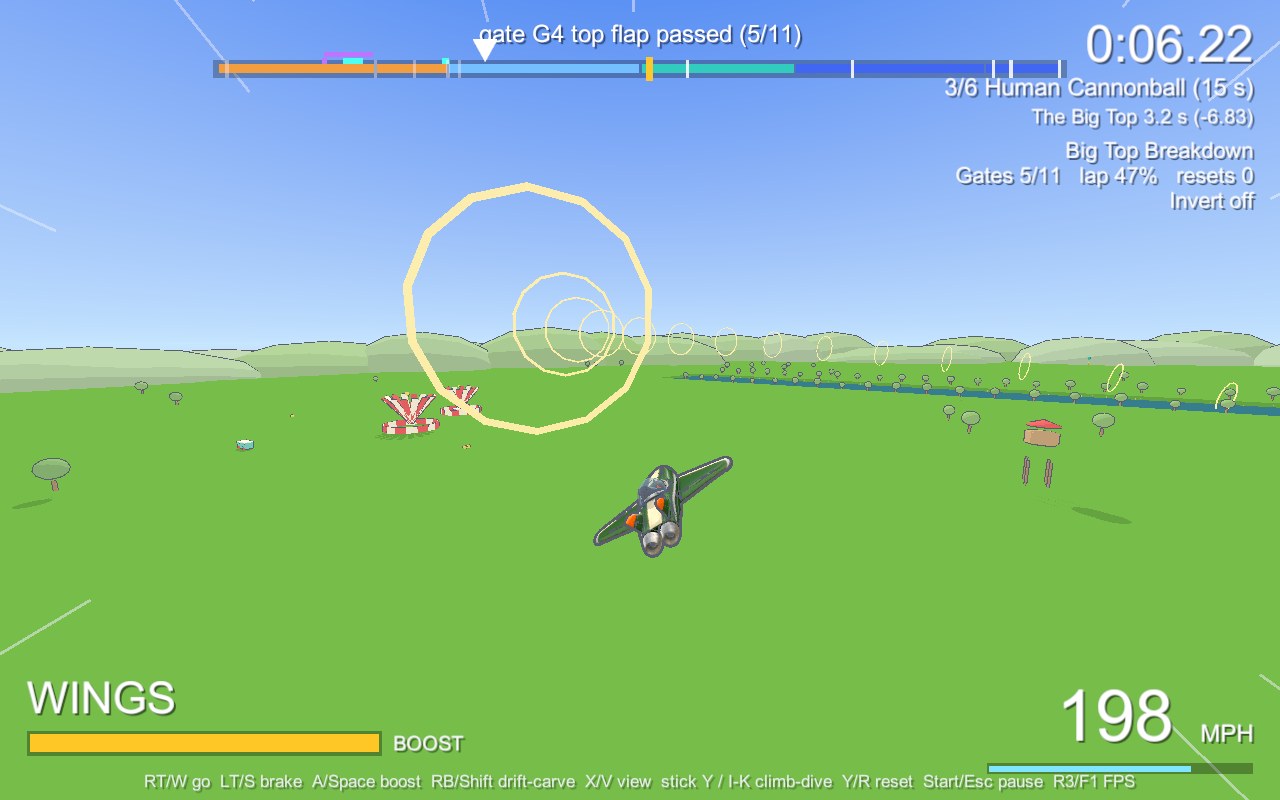 gate G4 top flap passed (5/11)
0:06.22
3/6 Human Cannonball (15 s)
The Big Top 3.2 s (-6.83)
Big Top Breakdown
Gates 5/11 lap 47% resets 0
Invert off
WINGS
BOOST
198 MPH
RT/W go LT/S brake A/Space boost RB/Shift drift-carve X/V view stick Y / I-K climb-dive Y/R reset Start/Esc pause R3/F1 FPS